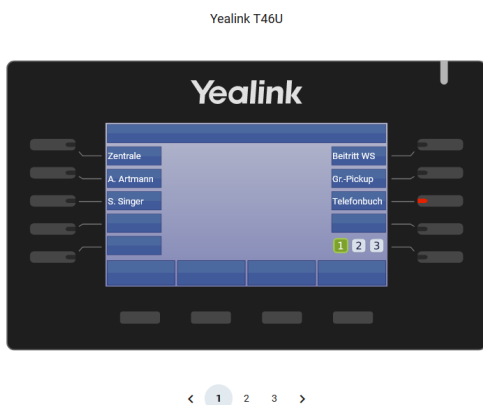 Yealink T46U
Yealink
Zentrale
Beitritt WS
A. Artmann
Gr.-Pickup
S. Singer
Telefonbuch
1 2 3
< 1 2 3 >